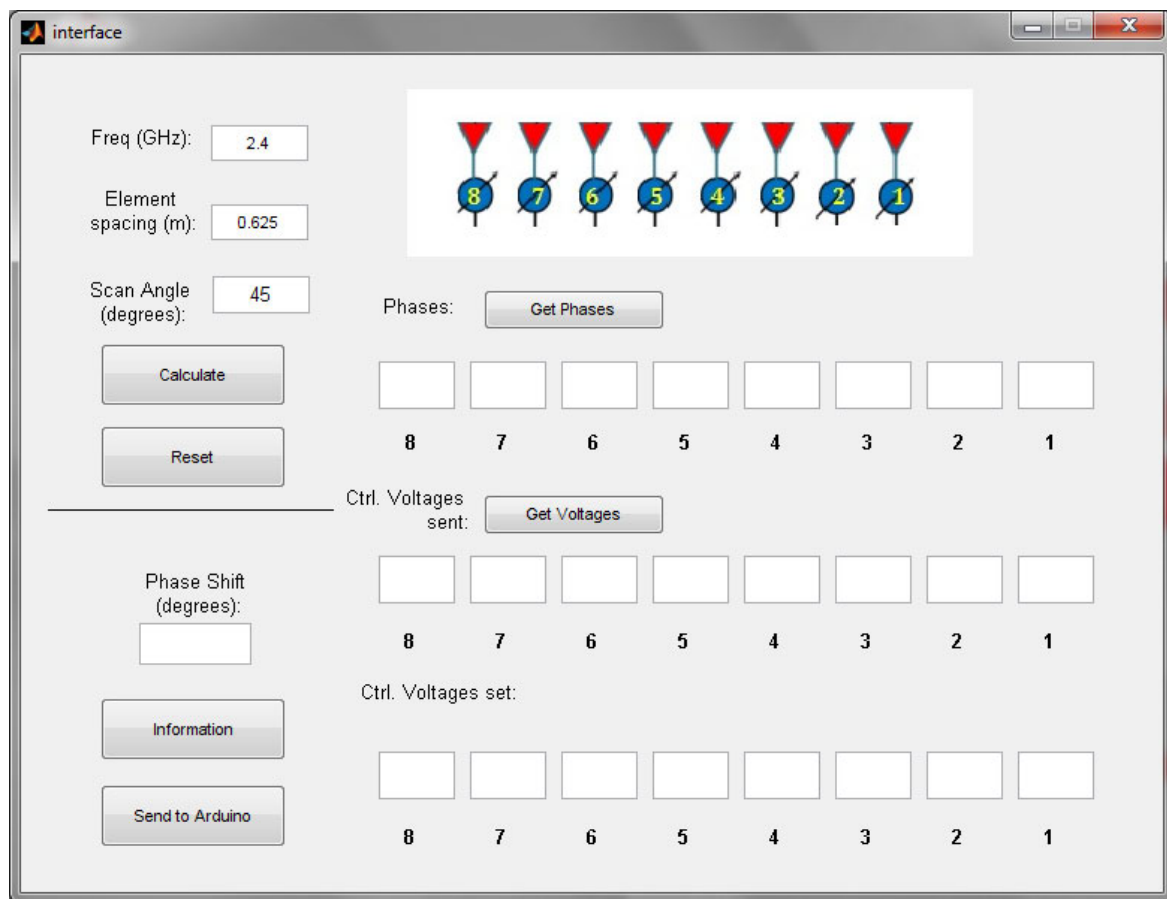 interface
Freq (GHz):
2.4
8 7 6 5 4 3 2 1
Element
spacing (m):
0.625
Scan Angle
(degrees):
45
Phases:
Get Phases
Calculate
8 7 6 5 4 3 2 1
Reset
Ctrl. Voltages
sent:
Get Voltages
Phase Shift
(degrees):
8 7 6 5 4 3 2 1
Ctrl. Voltages set:
Information
Send to Arduino
8 7 6 5 4 3 2 1